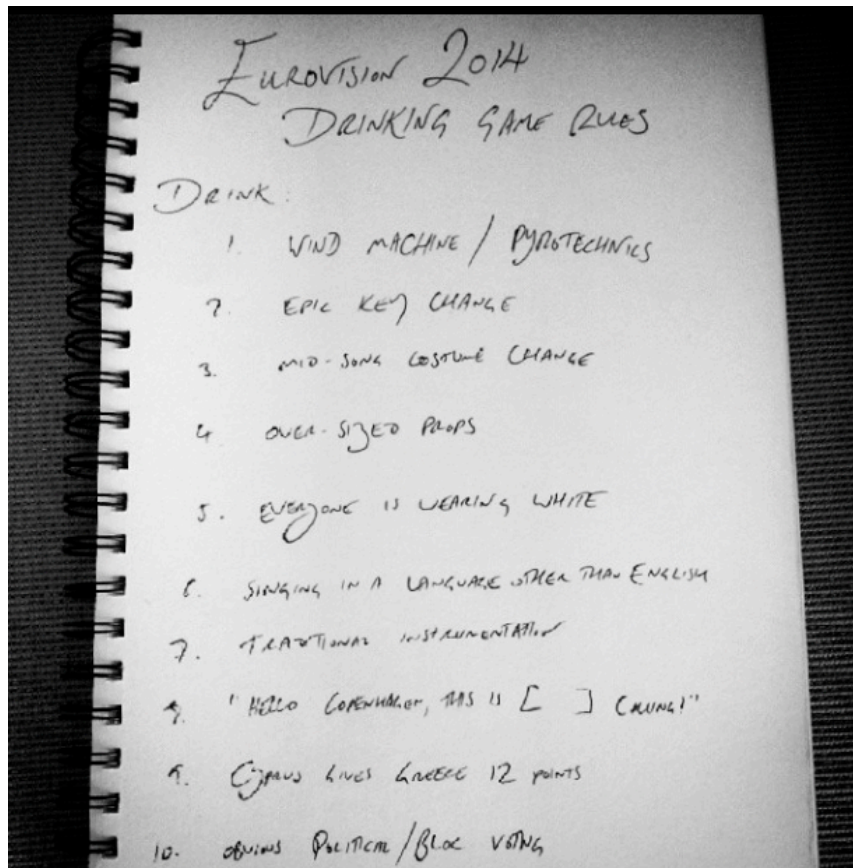 EUROVISION 2014
DRINKING GAME RULES
DRINK:
1. WIND MACHINE / PYROTECHNICS
2. EPIC KEY CHANGE
3. MID-SONG COSTUME CHANGE
4 OVER-SIZED PROPS
5. EVERYONE IS WEARING WHITE
6. SINGING IN A LANGUAGE OTHER THAN ENGLISH
7. TRADITIONAL INSTRUMENTATION
8. "HELLO COPENHAGEN, THIS IS [ ] CALLING!"
9. CYPRUS GIVES GREECE 12 POINTS
10. OBVIOUS POLITICAL/BLOC VOTING